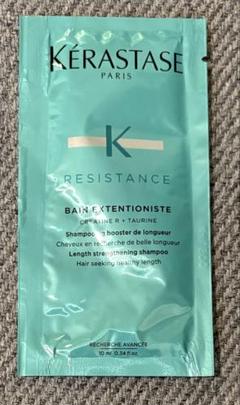 KÉRASTASE
PARIS
K
RESISTANCE
BAIN EXTENTIONISTE
CREATINE R + TAURINE
Shampooing booster de longueur
Cheveux en recherche de belle longueur
Length strengthening shampoo
Hair seeking healthy length
RECHERCHE AVANCÉE
10 ml 0.34 fl.oz